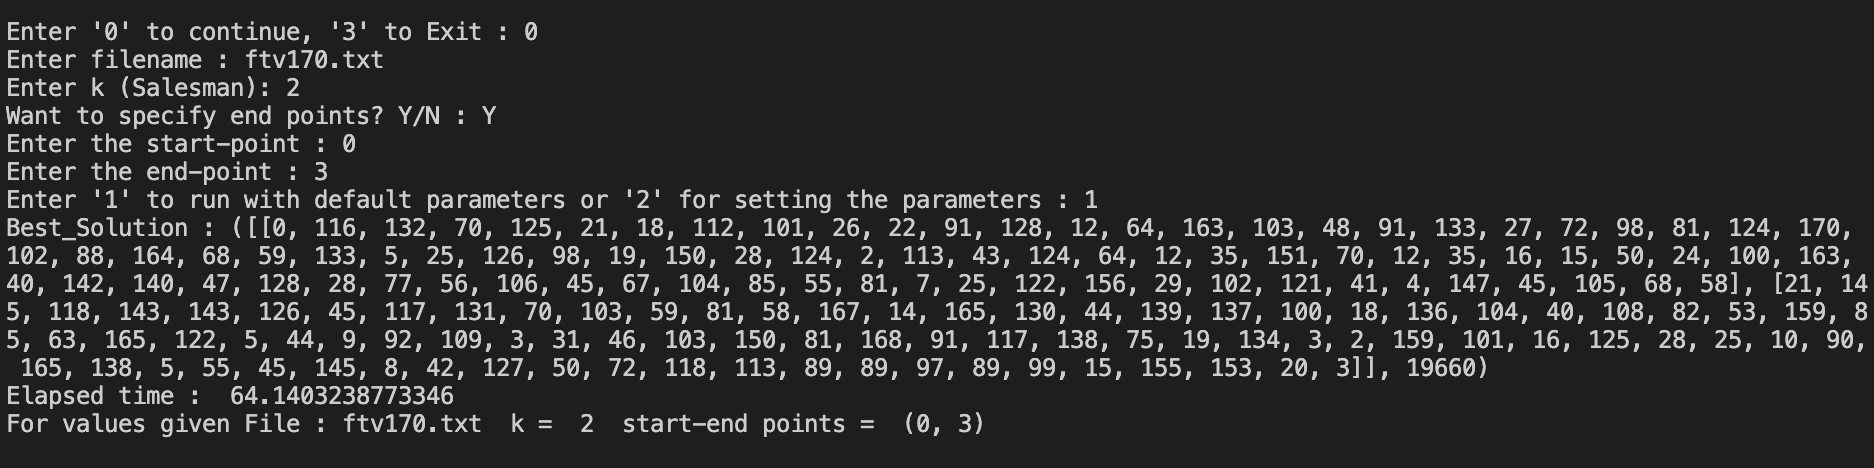 Enter '0' to continue, '3' to Exit : 0
Enter filename : ftv170.txt
Enter k (Salesman): 2
Want to specify end points? Y/N : Y
Enter the start-point : 0
Enter the end-point : 3
Enter '1' to run with default parameters or '2' for setting the parameters : 1
Best_Solution : ([[0, 116, 132, 70, 125, 21, 18, 112, 101, 26, 22, 91, 128, 12, 64, 163, 103, 48, 91, 133, 27, 72, 98, 81, 124, 170,
102, 88, 164, 68, 59, 133, 5, 25, 126, 98, 19, 150, 28, 124, 2, 113, 43, 124, 64, 12, 35, 151, 70, 12, 35, 16, 15, 50, 24, 100, 163,
40, 142, 140, 47, 128, 28, 77, 56, 106, 45, 67, 104, 85, 55, 81, 7, 25, 122, 156, 29, 102, 121, 41, 4, 147, 45, 105, 68, 58], [21, 14
5, 118, 143, 143, 126, 45, 117, 131, 70, 103, 59, 81, 58, 167, 14, 165, 130, 44, 139, 137, 100, 18, 136, 104, 40, 108, 82, 53, 159, 8
5, 63, 165, 122, 5, 44, 9, 92, 109, 3, 31, 46, 103, 150, 81, 168, 91, 117, 138, 75, 19, 134, 3, 2, 159, 101, 16, 125, 28, 25, 10, 90,
165, 138, 5, 55, 45, 145, 8, 42, 127, 50, 72, 118, 113, 89, 89, 97, 89, 99, 15, 155, 153, 20, 3]], 19660)
Elapsed time :  64.1403238773346
For values given File : ftv170.txt  k =  2  start-end points =  (0, 3)